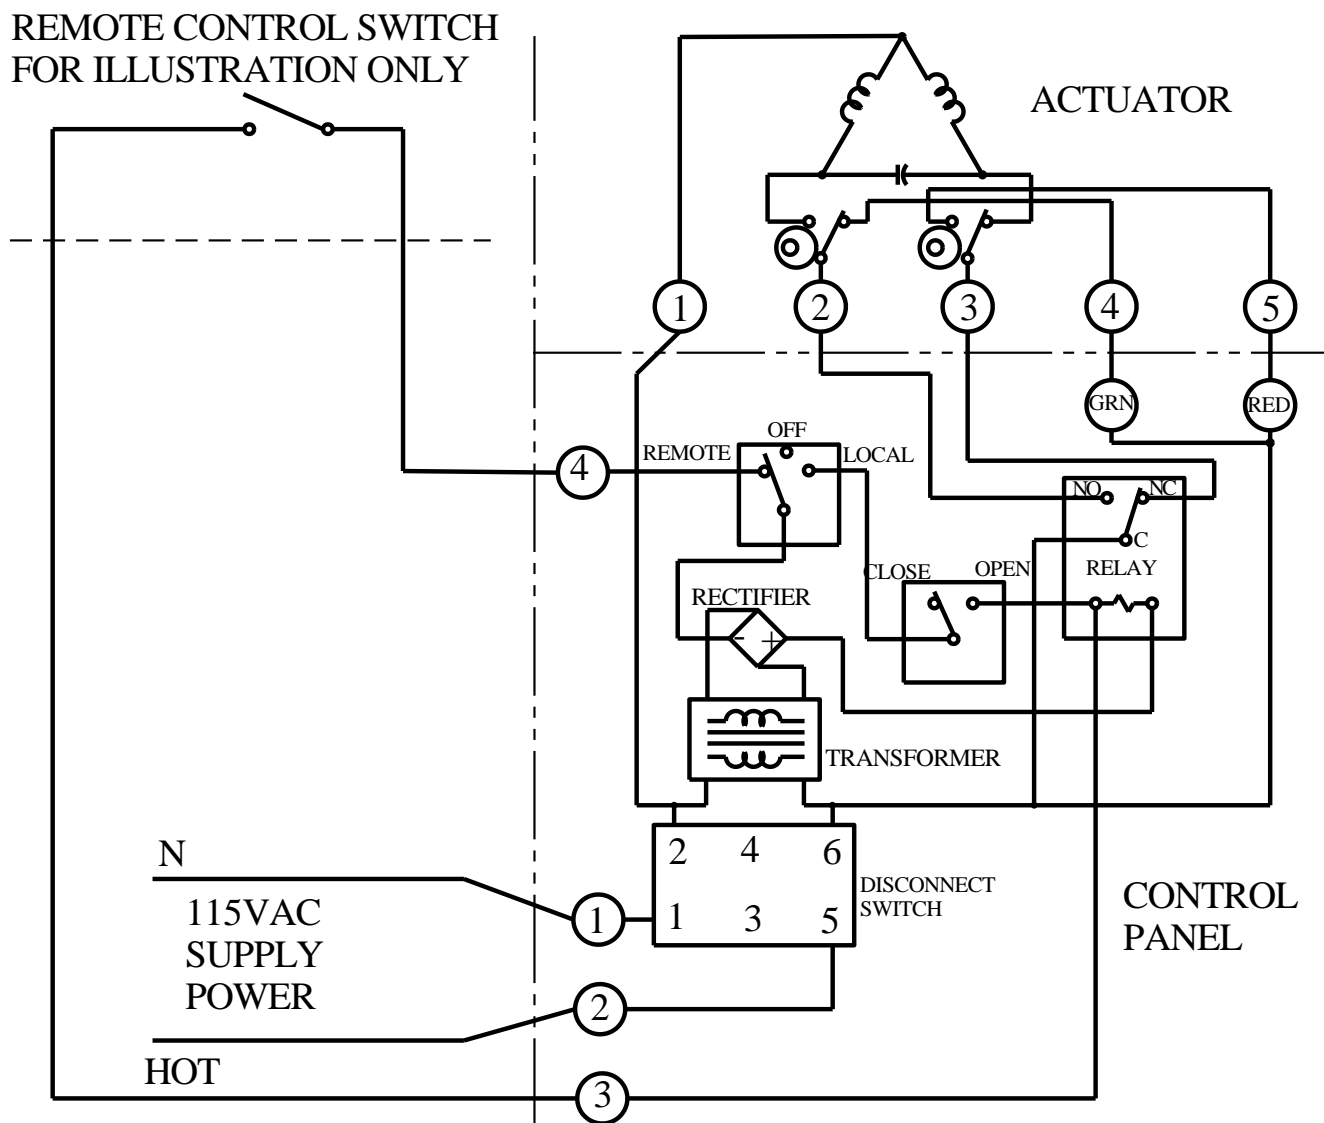 REMOTE CONTROL SWITCH
FOR ILLUSTRATION ONLY
ACTUATOR
1
2
3
4
5
GRN
RED
OFF
REMOTE
LOCAL
4
NO
NC
C
RELAY
CLOSE
OPEN
RECTIFIER
-
+
TRANSFORMER
N
115VAC
SUPPLY
POWER
HOT
2 4 6
1 3 5
DISCONNECT
SWITCH
1
2
3
CONTROL
PANEL